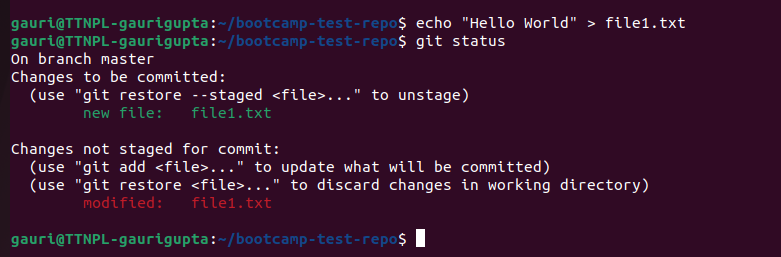 gauri@TTNPL-gaurigupta:~/bootcamp-test-repo$ echo "Hello World" > file1.txt
gauri@TTNPL-gaurigupta:~/bootcamp-test-repo$ git status
On branch master
Changes to be committed:
  (use "git restore --staged <file>..." to unstage)
        new file:   file1.txt

Changes not staged for commit:
  (use "git add <file>..." to update what will be committed)
  (use "git restore <file>..." to discard changes in working directory)
        modified:   file1.txt

gauri@TTNPL-gaurigupta:~/bootcamp-test-repo$